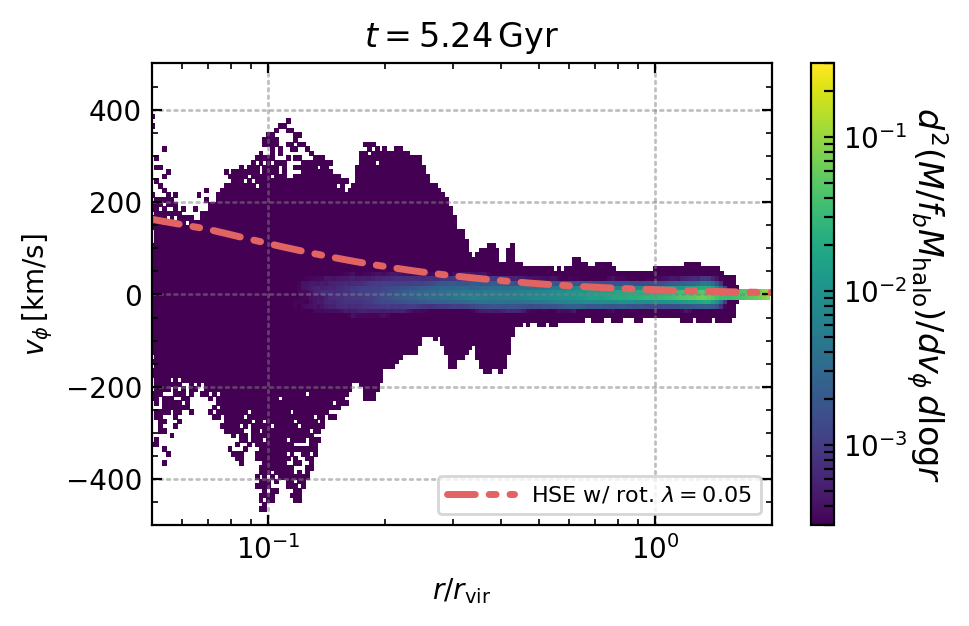 t = 5.24 Gyr
v_ϕ [km/s]
400
200
0
−200
−400
10^−1
10^0
r/r_vir
HSE w/ rot. λ = 0.05
10^−1
10^−2
10^−3
d^2(M/f_b M_halo)/dv_ϕ dlogr